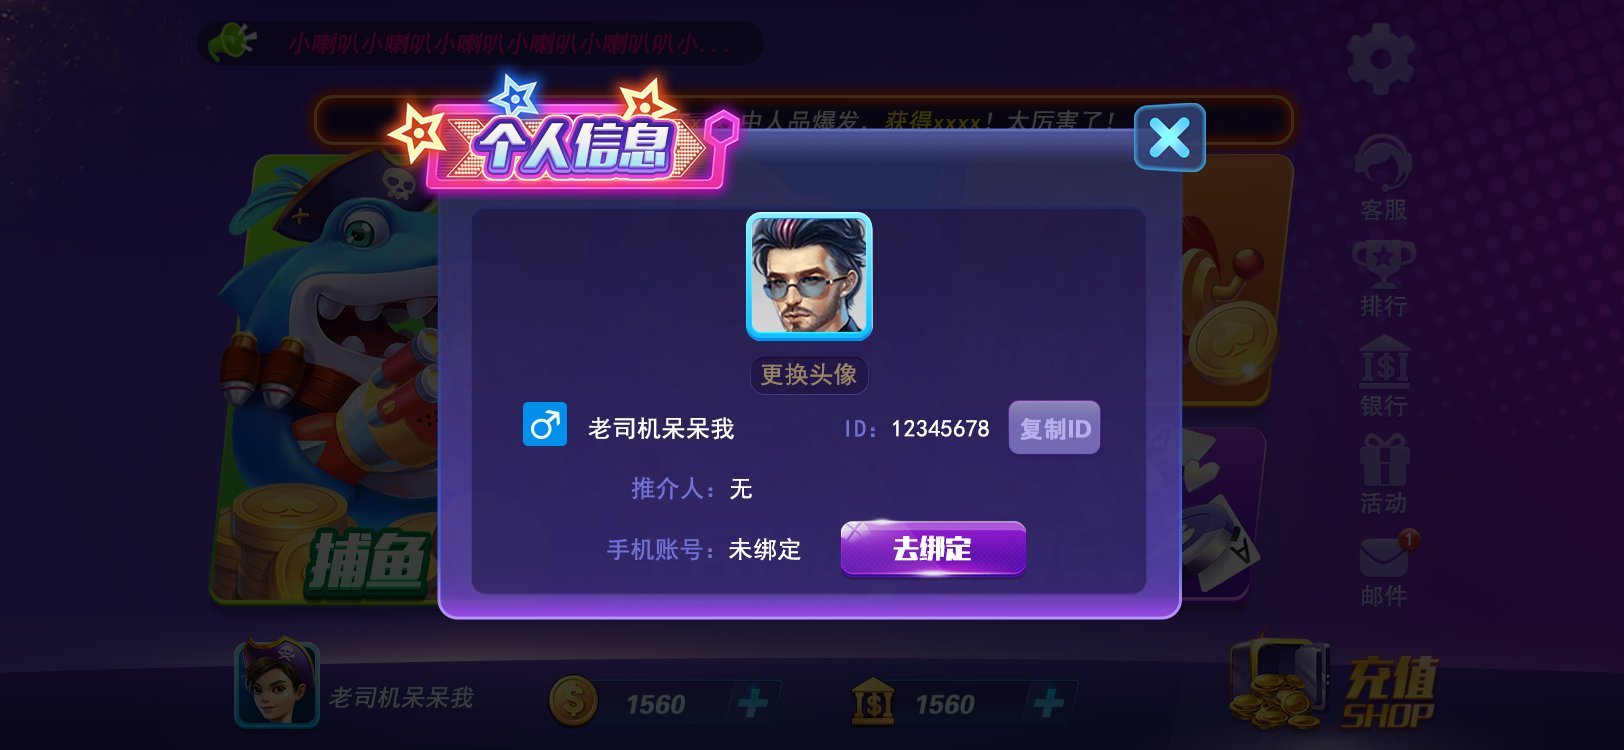 小喇叭小喇叭小喇叭小喇叭小喇叭叭小...
中人品爆发，获得xxxx！大厉害了！
个人信息
更换头像
老司机呆呆我
ID：12345678
复制ID
推介人：无
手机账号：未绑定
去绑定
捕鱼
客服
排行
银行
活动
1
邮件
老司机呆呆我
1560
1560
充值
SHOP